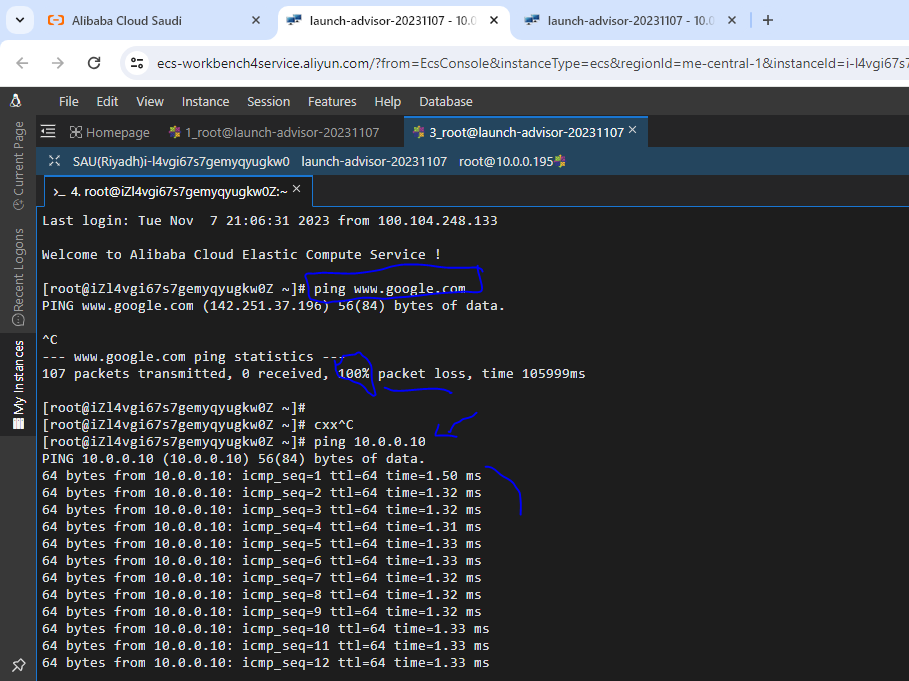 Alibaba Cloud Saudi
launch-advisor-20231107 - 10.0
launch-advisor-20231107 - 10.0.
ecs-workbench4service.aliyun.com/?from=EcsConsole&instanceType=ecs&regionId=me-central-1&instanceId=i-l4vgi67s7
File Edit View Instance Session Features Help Database
Homepage 1_root@launch-advisor-20231107 3_root@launch-advisor-20231107
SAU(Riyadh)i-l4vgi67s7gemyqyugkw0 launch-advisor-20231107 root@10.0.0.195
>_ 4. root@iZl4vgi67s7gemyqyugkw0Z:~
Current Page
Recent Logons
My Instances
Last login: Tue Nov  7 21:06:31 2023 from 100.104.248.133
Welcome to Alibaba Cloud Elastic Compute Service !
[root@iZl4vgi67s7gemyqyugkw0Z ~]# ping www.google.com
PING www.google.com (142.251.37.196) 56(84) bytes of data.
^C
--- www.google.com ping statistics ---
107 packets transmitted, 0 received, 100% packet loss, time 105999ms
[root@iZl4vgi67s7gemyqyugkw0Z ~]#
[root@iZl4vgi67s7gemyqyugkw0Z ~]# cxx^C
[root@iZl4vgi67s7gemyqyugkw0Z ~]# ping 10.0.0.10
PING 10.0.0.10 (10.0.0.10) 56(84) bytes of data.
64 bytes from 10.0.0.10: icmp_seq=1 ttl=64 time=1.50 ms
64 bytes from 10.0.0.10: icmp_seq=2 ttl=64 time=1.32 ms
64 bytes from 10.0.0.10: icmp_seq=3 ttl=64 time=1.32 ms
64 bytes from 10.0.0.10: icmp_seq=4 ttl=64 time=1.31 ms
64 bytes from 10.0.0.10: icmp_seq=5 ttl=64 time=1.33 ms
64 bytes from 10.0.0.10: icmp_seq=6 ttl=64 time=1.33 ms
64 bytes from 10.0.0.10: icmp_seq=7 ttl=64 time=1.32 ms
64 bytes from 10.0.0.10: icmp_seq=8 ttl=64 time=1.32 ms
64 bytes from 10.0.0.10: icmp_seq=9 ttl=64 time=1.32 ms
64 bytes from 10.0.0.10: icmp_seq=10 ttl=64 time=1.33 ms
64 bytes from 10.0.0.10: icmp_seq=11 ttl=64 time=1.33 ms
64 bytes from 10.0.0.10: icmp_seq=12 ttl=64 time=1.33 ms